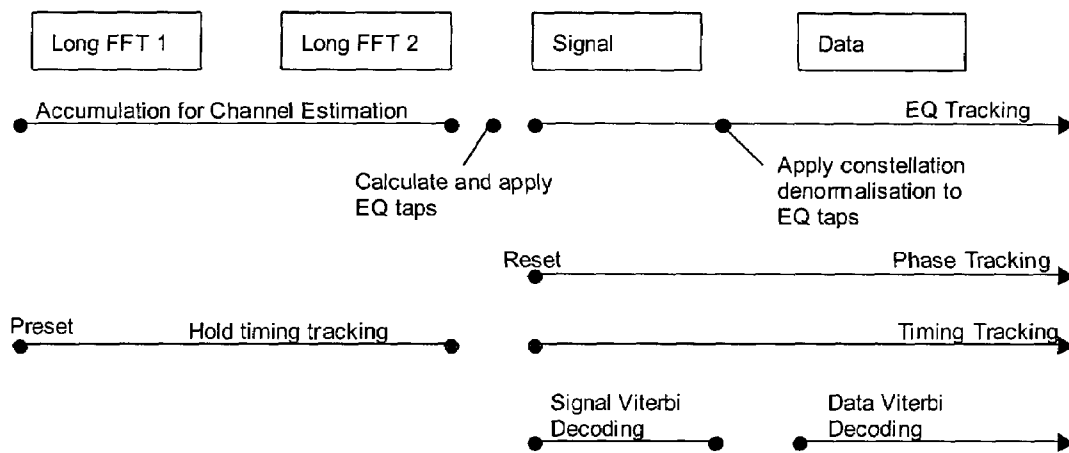 Long FFT 1
Long FFT 2
Signal
Data
Accumulation for Channel Estimation
EQ Tracking
Calculate and apply
EQ taps
Apply constellation
denormalisation to
EQ taps
Reset
Phase Tracking
Preset
Hold timing tracking
Timing Tracking
Signal Viterbi
Decoding
Data Viterbi
Decoding